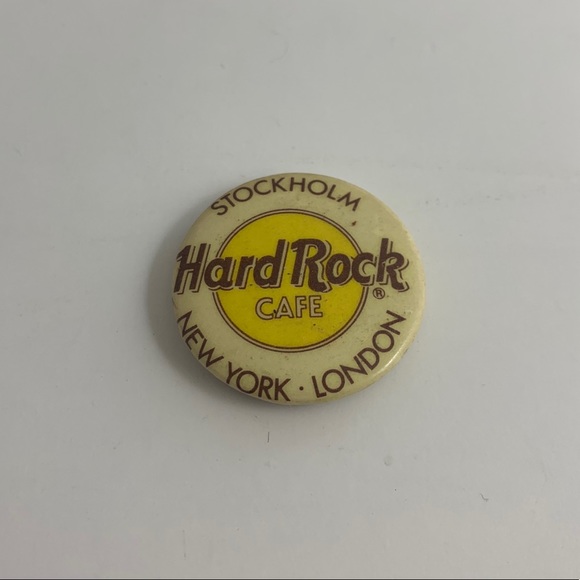 STOCKHOLM
Hard Rock
®
CAFE
NEW YORK · LONDON